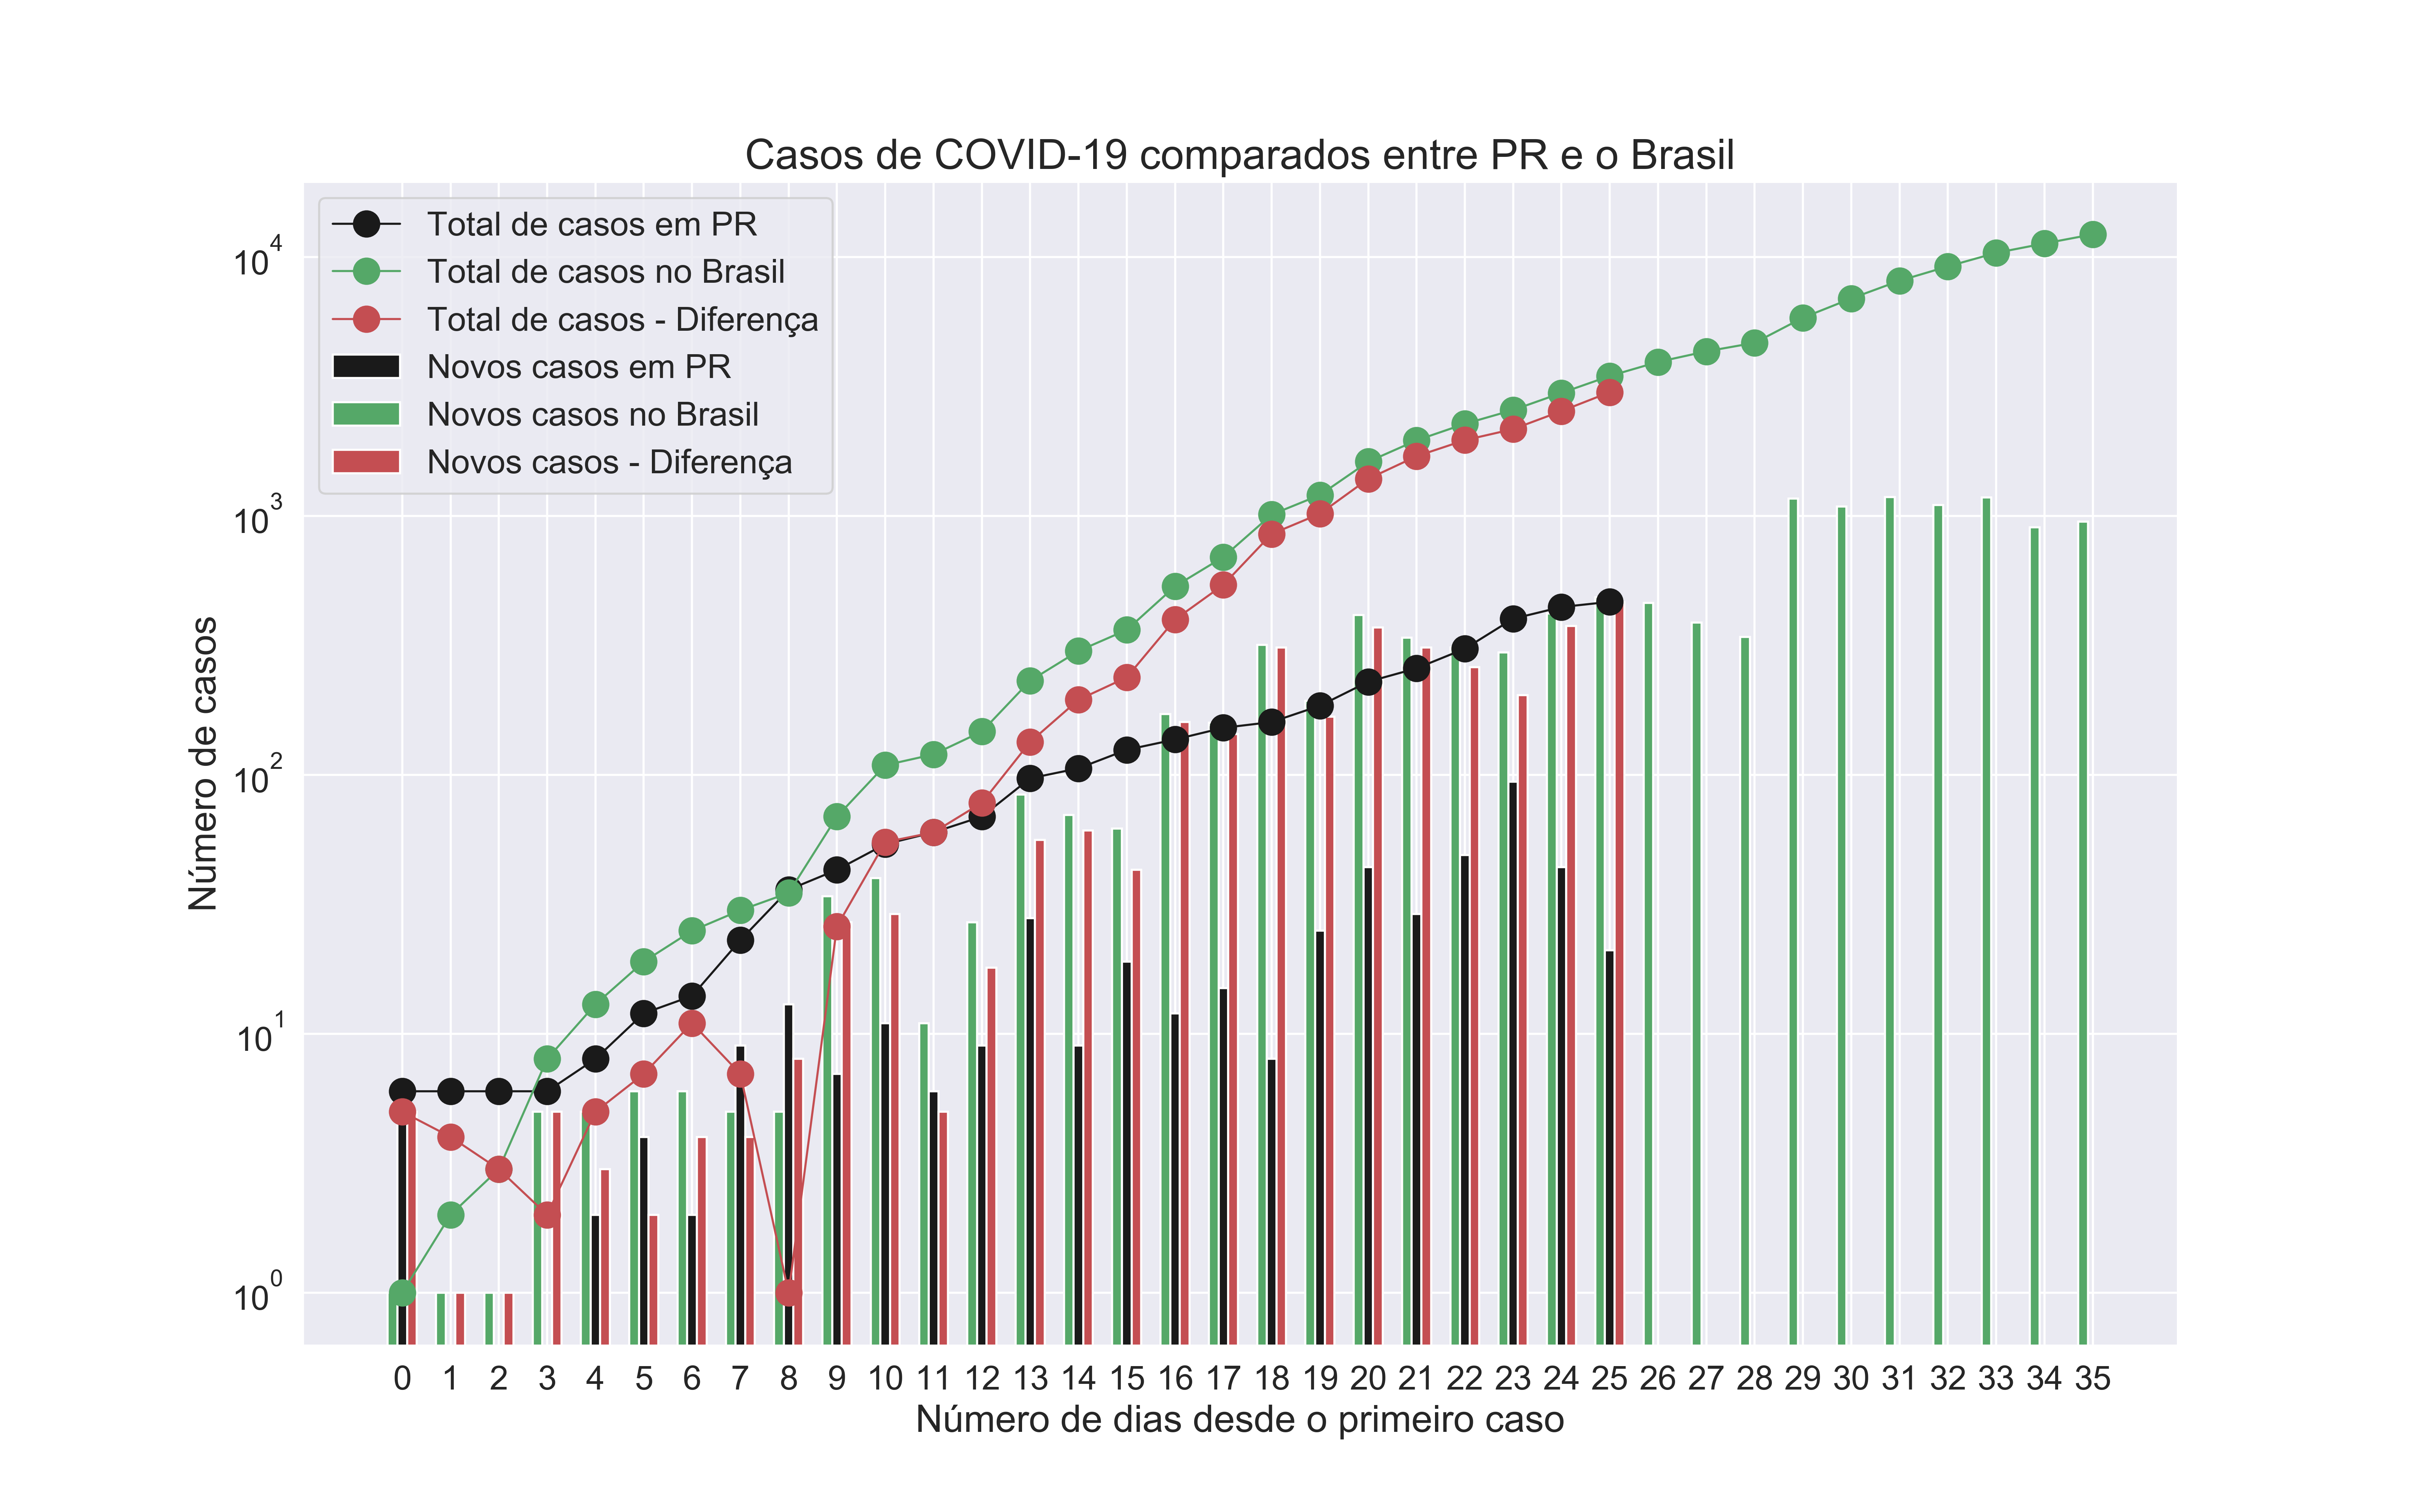 Casos de COVID-19 comparados entre PR e o Brasil
Total de casos em PR
Total de casos no Brasil
Total de casos - Diferença
Novos casos em PR
Novos casos no Brasil
Novos casos - Diferença
Número de casos
10^4
10^3
10^2
10^1
10^0
0 1 2 3 4 5 6 7 8 9 10 11 12 13 14 15 16 17 18 19 20 21 22 23 24 25 26 27 28 29 30 31 32 33 34 35
Número de dias desde o primeiro caso